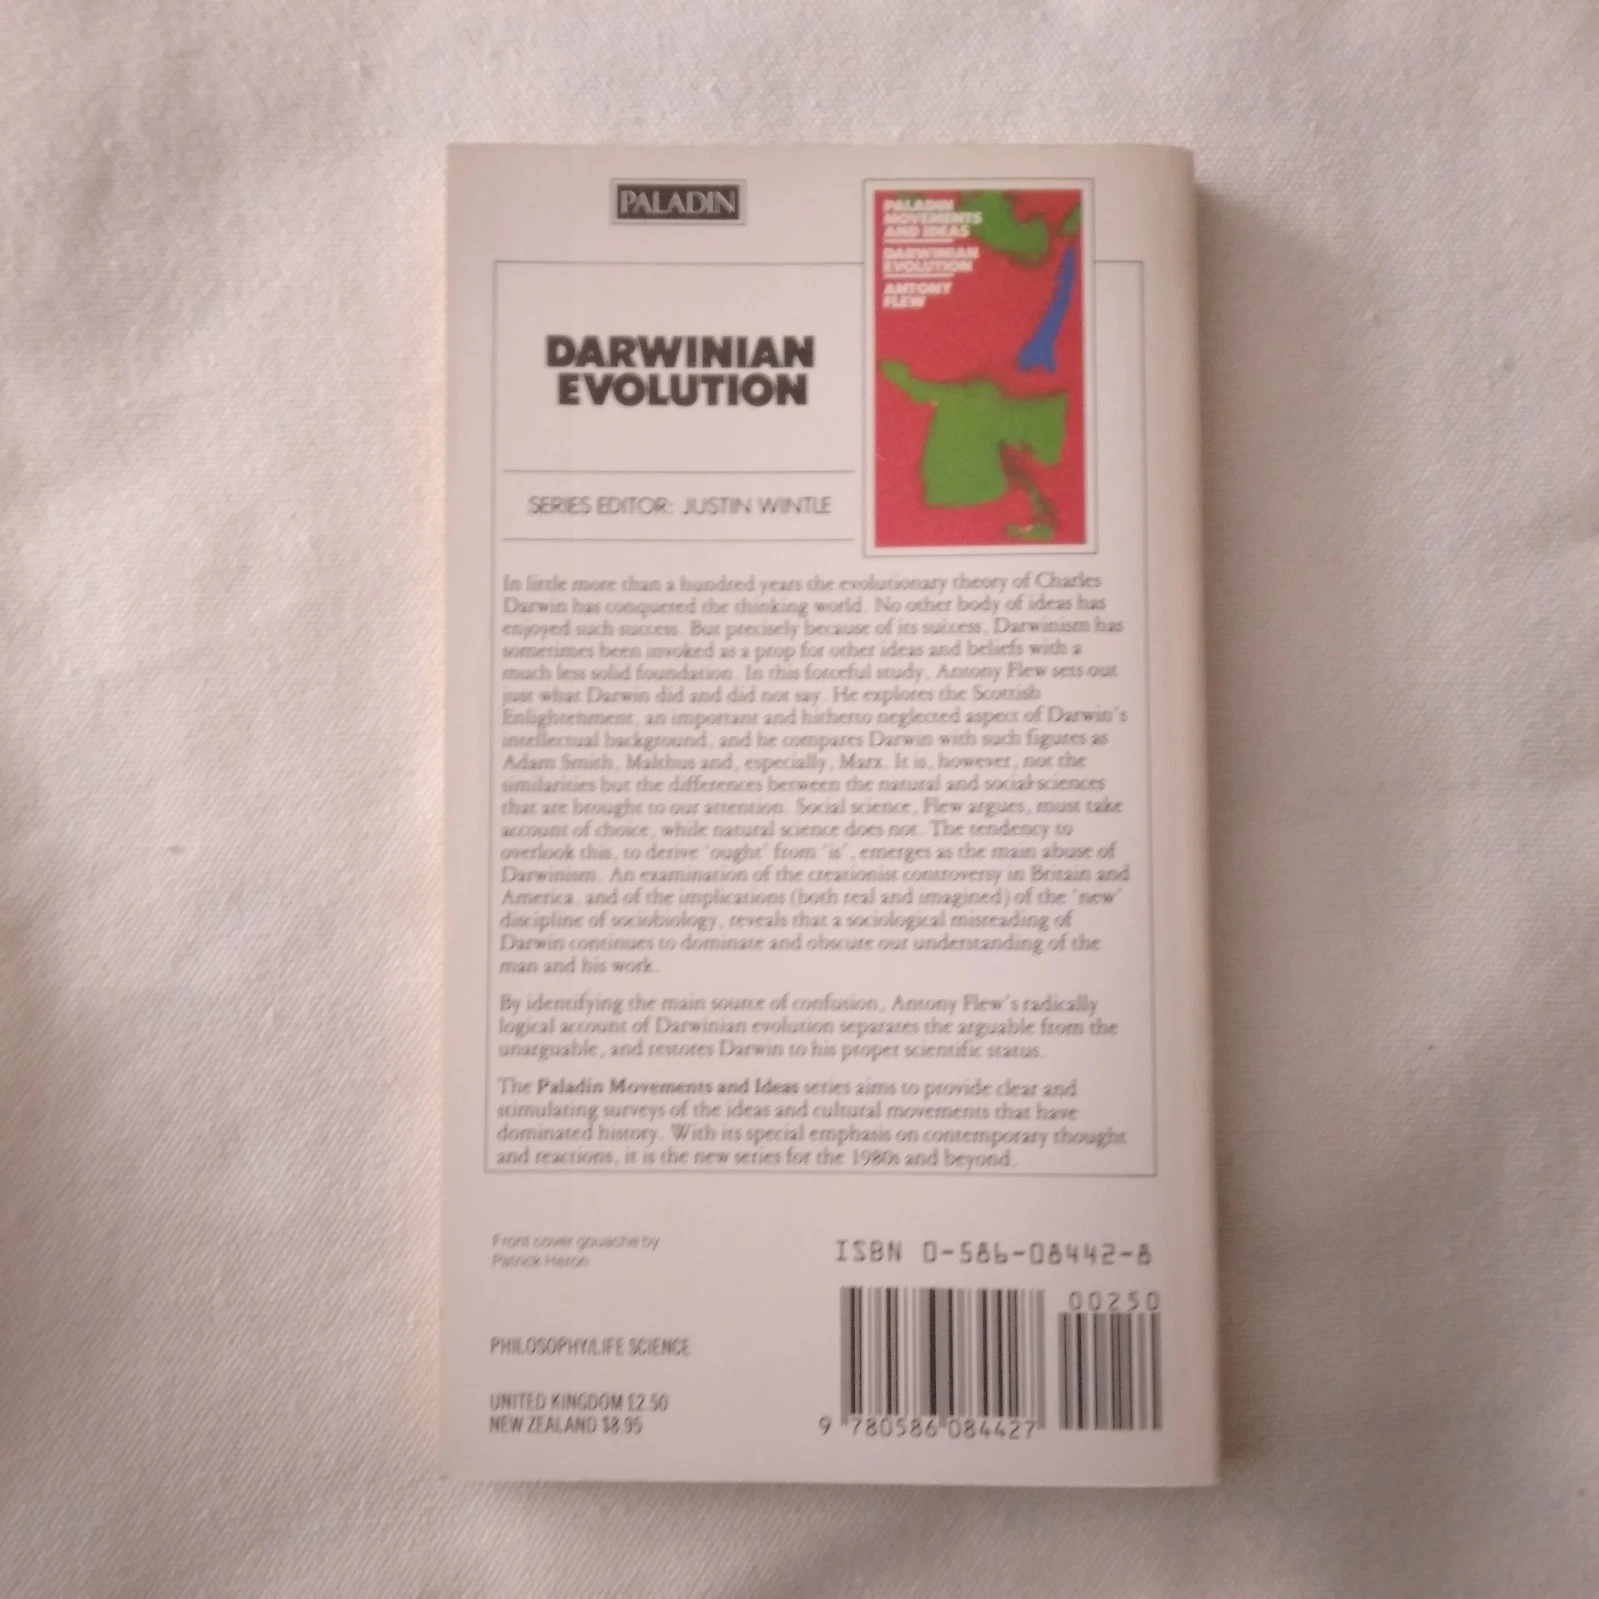 PALADIN
PALADIN
MOVEMENTS
AND IDEAS
DARWINIAN
EVOLUTION
ANTONY
FLEW
DARWINIAN
EVOLUTION
SERIES EDITOR: JUSTIN WINTLE
In little more than a hundred years the evolutionary theory of Charles
Darwin has conquered the thinking world. No other body of ideas has
enjoyed such success. But precisely because of its success, Darwinism has
sometimes been invoked as a prop for other ideas and beliefs with a
much less solid foundation. In this forceful study, Antony Flew sets out
just what Darwin did and did not say. He explores the Scottish
Enlightenment, an important and hitherto neglected aspect of Darwin's
intellectual background, and he compares Darwin with such figures as
Adam Smith, Malthus and, especially, Marx. It is, however, not the
similarities but the differences between the natural and social sciences
that are brought to our attention. Social science, Flew argues, must take
account of choice, while natural science does not. The tendency to
overlook this, to derive 'ought' from 'is', emerges as the main abuse of
Darwinism. An examination of the creationist controversy in Britain and
America, and of the implications (both real and imagined) of the 'new'
discipline of sociobiology, reveals that a sociological misreading of
Darwin continues to dominate and obscure our understanding of the
man and his work.
By identifying the main source of confusion, Antony Flew's radically
logical account of Darwinian evolution separates the arguable from the
unarguable, and restores Darwin to his proper scientific status.
The Paladin Movements and Ideas series aims to provide clear and
stimulating surveys of the ideas and cultural movements that have
dominated history. With its special emphasis on contemporary thought
and reactions, it is the new series for the 1980s and beyond.
Front cover gouache by
Patrick Heron
ISBN 0-586-08442-8
00250
PHILOSOPHY/LIFE SCIENCE
UNITED KINGDOM £2.50
NEW ZEALAND $8.95
9 780586 084427